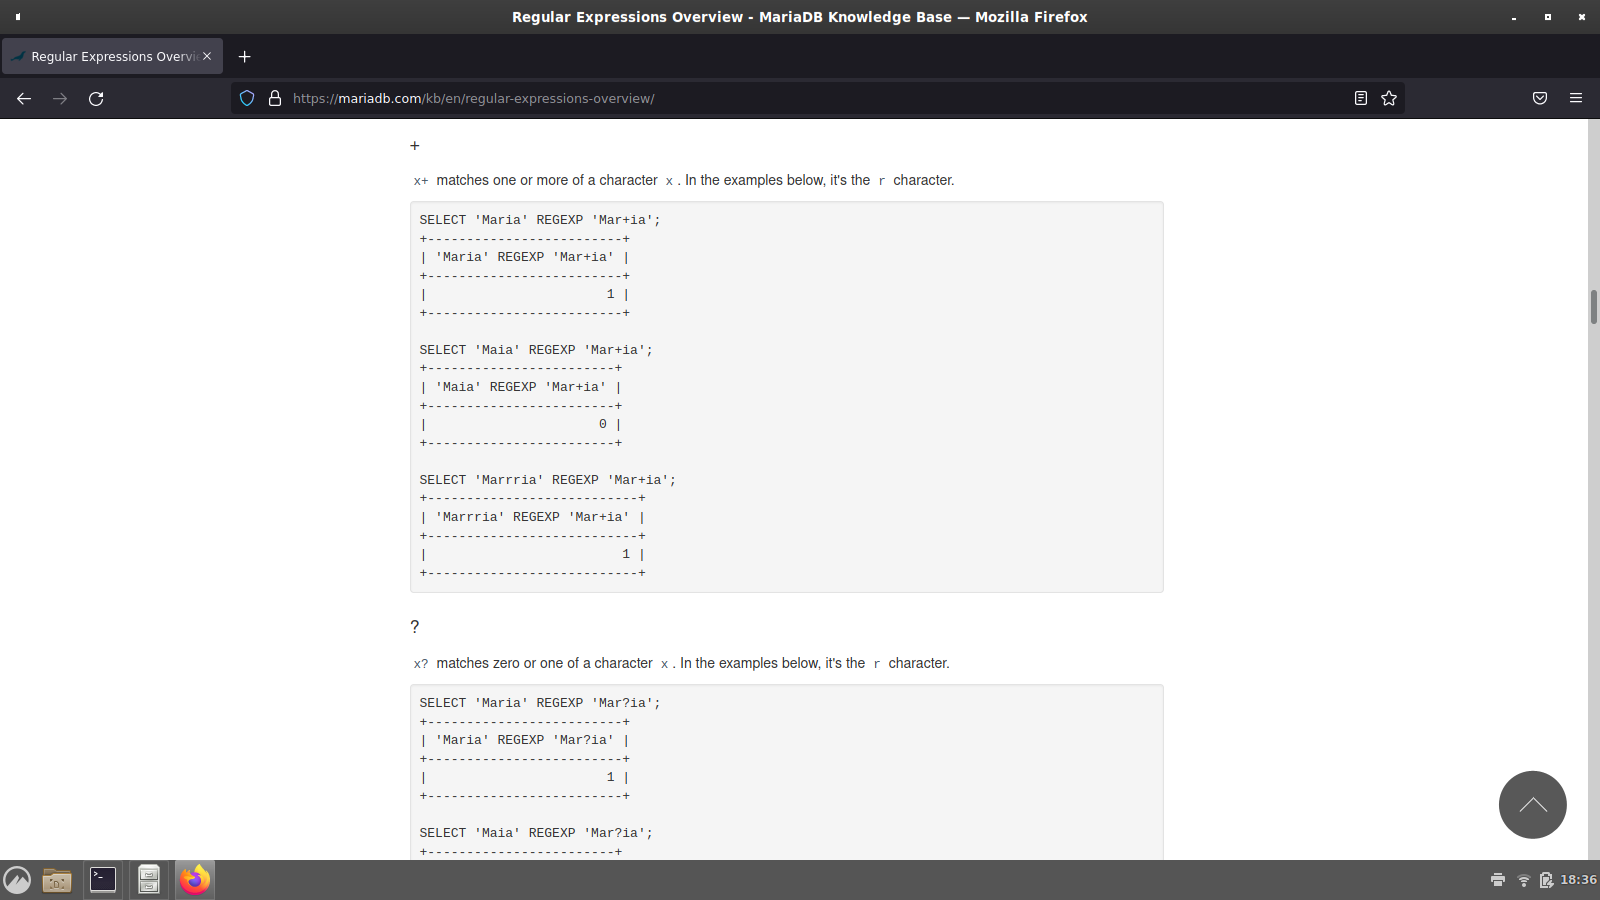 Regular Expressions Overview - MariaDB Knowledge Base — Mozilla Firefox
Regular Expressions Overvi
https://mariadb.com/kb/en/regular-expressions-overview/
+
x+ matches one or more of a character x . In the examples below, it's the r character.
SELECT 'Maria' REGEXP 'Mar+ia';
+-------------------------+
| 'Maria' REGEXP 'Mar+ia' |
+-------------------------+
|                       1 |
+-------------------------+
SELECT 'Maia' REGEXP 'Mar+ia';
+------------------------+
| 'Maia' REGEXP 'Mar+ia' |
+------------------------+
|                      0 |
+------------------------+
SELECT 'Marrria' REGEXP 'Mar+ia';
+---------------------------+
| 'Marrria' REGEXP 'Mar+ia' |
+---------------------------+
|                         1 |
+---------------------------+
?
x? matches zero or one of a character x . In the examples below, it's the r character.
SELECT 'Maria' REGEXP 'Mar?ia';
+-------------------------+
| 'Maria' REGEXP 'Mar?ia' |
+-------------------------+
|                       1 |
+-------------------------+
SELECT 'Maia' REGEXP 'Mar?ia';
+------------------------+
18:36